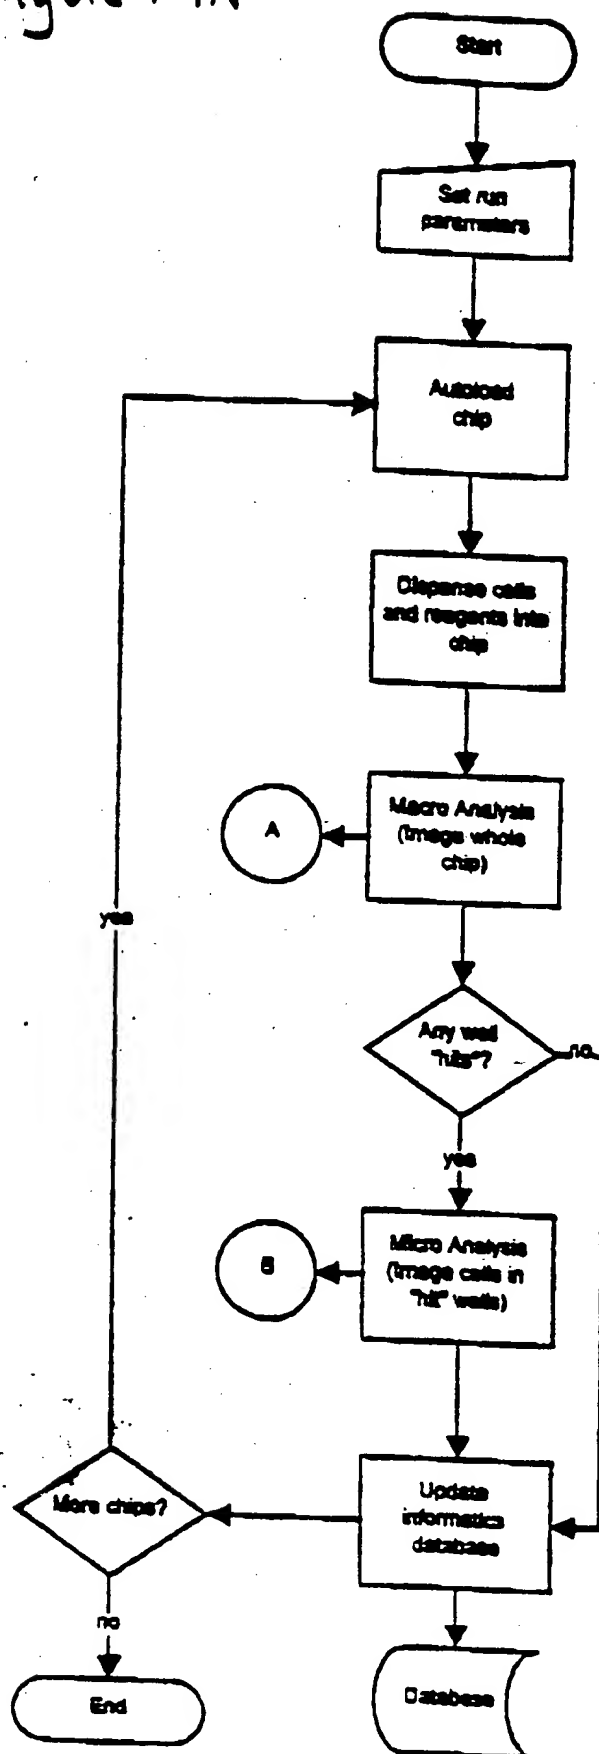 Start
Set run
parameters
Autoload
chip
Dispense cells
and reagents into
chip
Macro Analysis
(Image whole
chip)
A
yes
Any well
"hits"?
no
yes
Micro Analysis
(Image cells in
"hit" wells)
B
More chips?
Update
informatics
database
no
End
Database